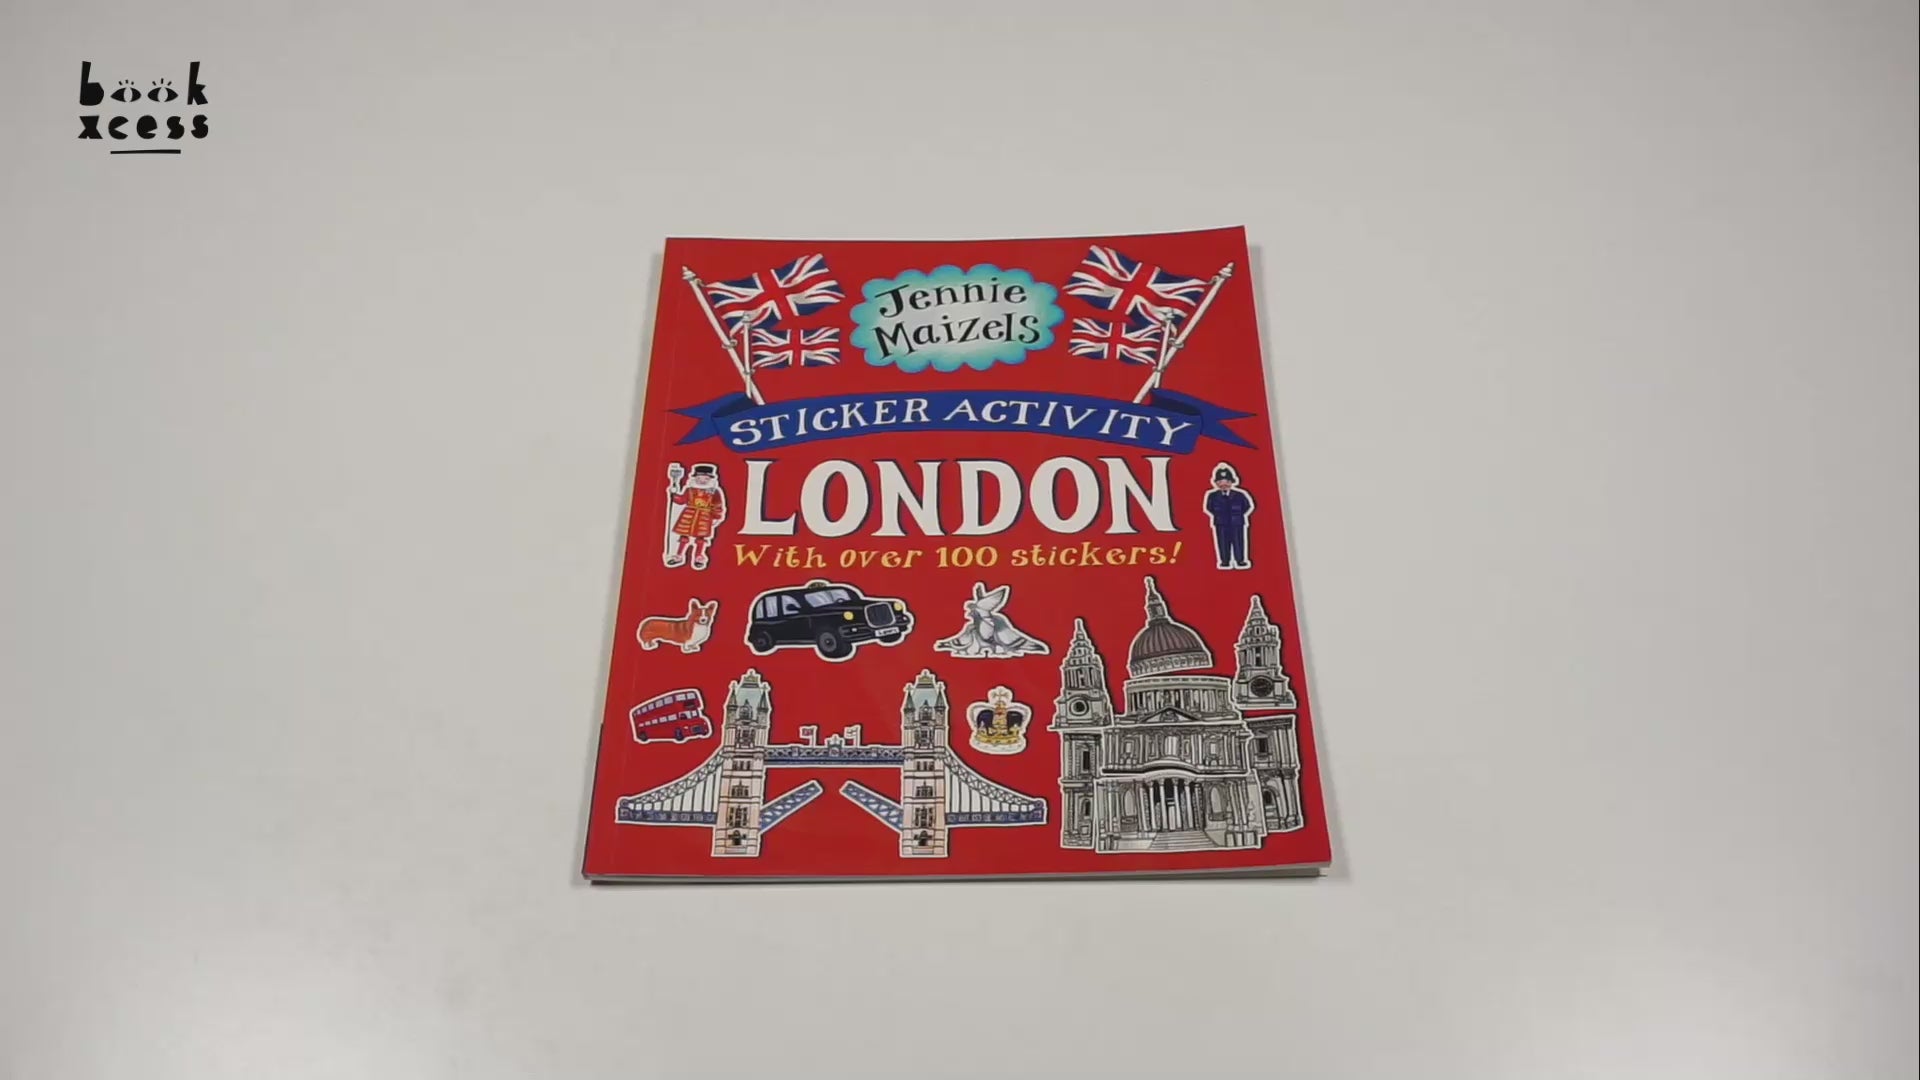 book
xcess
Jennie
Maizels
STICKER ACTIVITY
LONDON
With over 100 stickers!